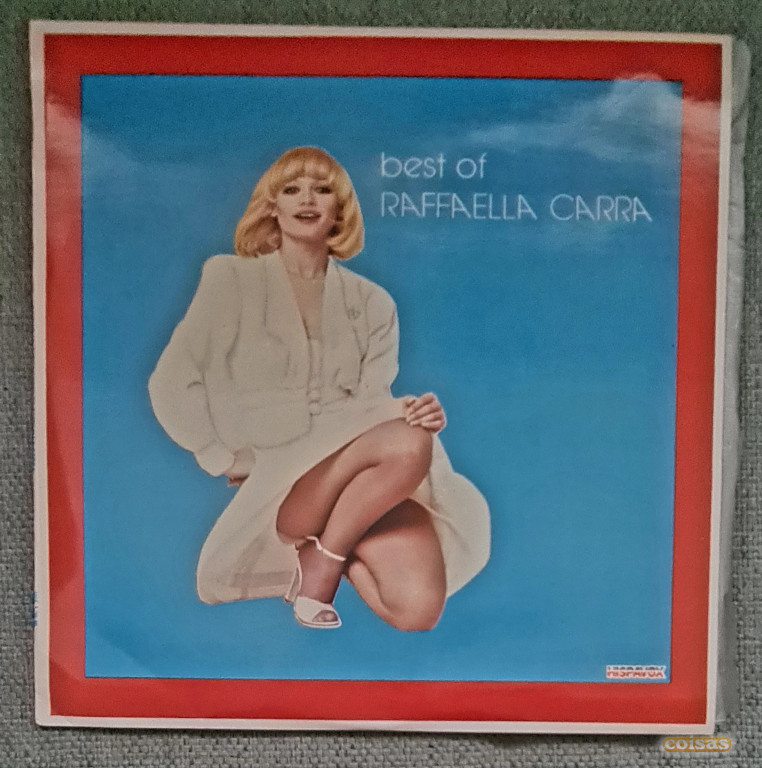 best of
RAFFAELLA CARRA
HISPAVOX
coisas